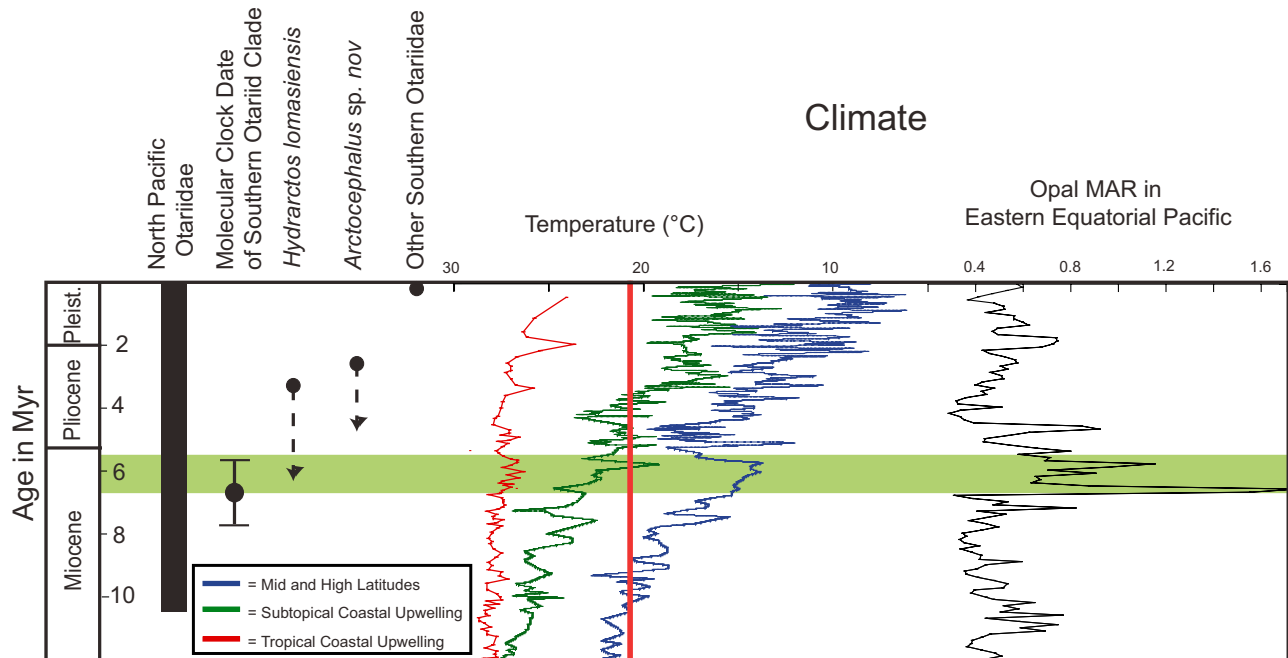 North Pacific
Otariidae
Molecular Clock Date
of Southern Otariid Clade
Hydrarctos lomasiensis
Arctocephalus sp. nov
Other Southern Otariidae
Climate
Temperature (°C)
Opal MAR in
Eastern Equatorial Pacific
30 20 10
0.4 0.8 1.2 1.6
Age in Myr
Pleist.
Pliocene
Miocene
2
4
6
8
10
= Mid and High Latitudes
= Subtopical Coastal Upwelling
= Tropical Coastal Upwelling